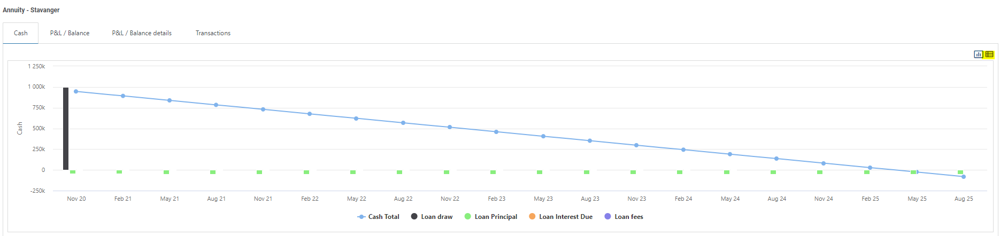 Annuity - Stavanger
Cash P&L / Balance P&L / Balance details Transactions
1 250k
1 000k
750k
500k
250k
0
-250k
Cash
Nov 20 Feb 21 May 21 Aug 21 Nov 21 Feb 22 May 22 Aug 22 Nov 22 Feb 23 May 23 Aug 23 Nov 23 Feb 24 May 24 Aug 24 Nov 24 Feb 25 May 25 Aug 25
Cash Total Loan draw Loan Principal Loan Interest Due Loan fees